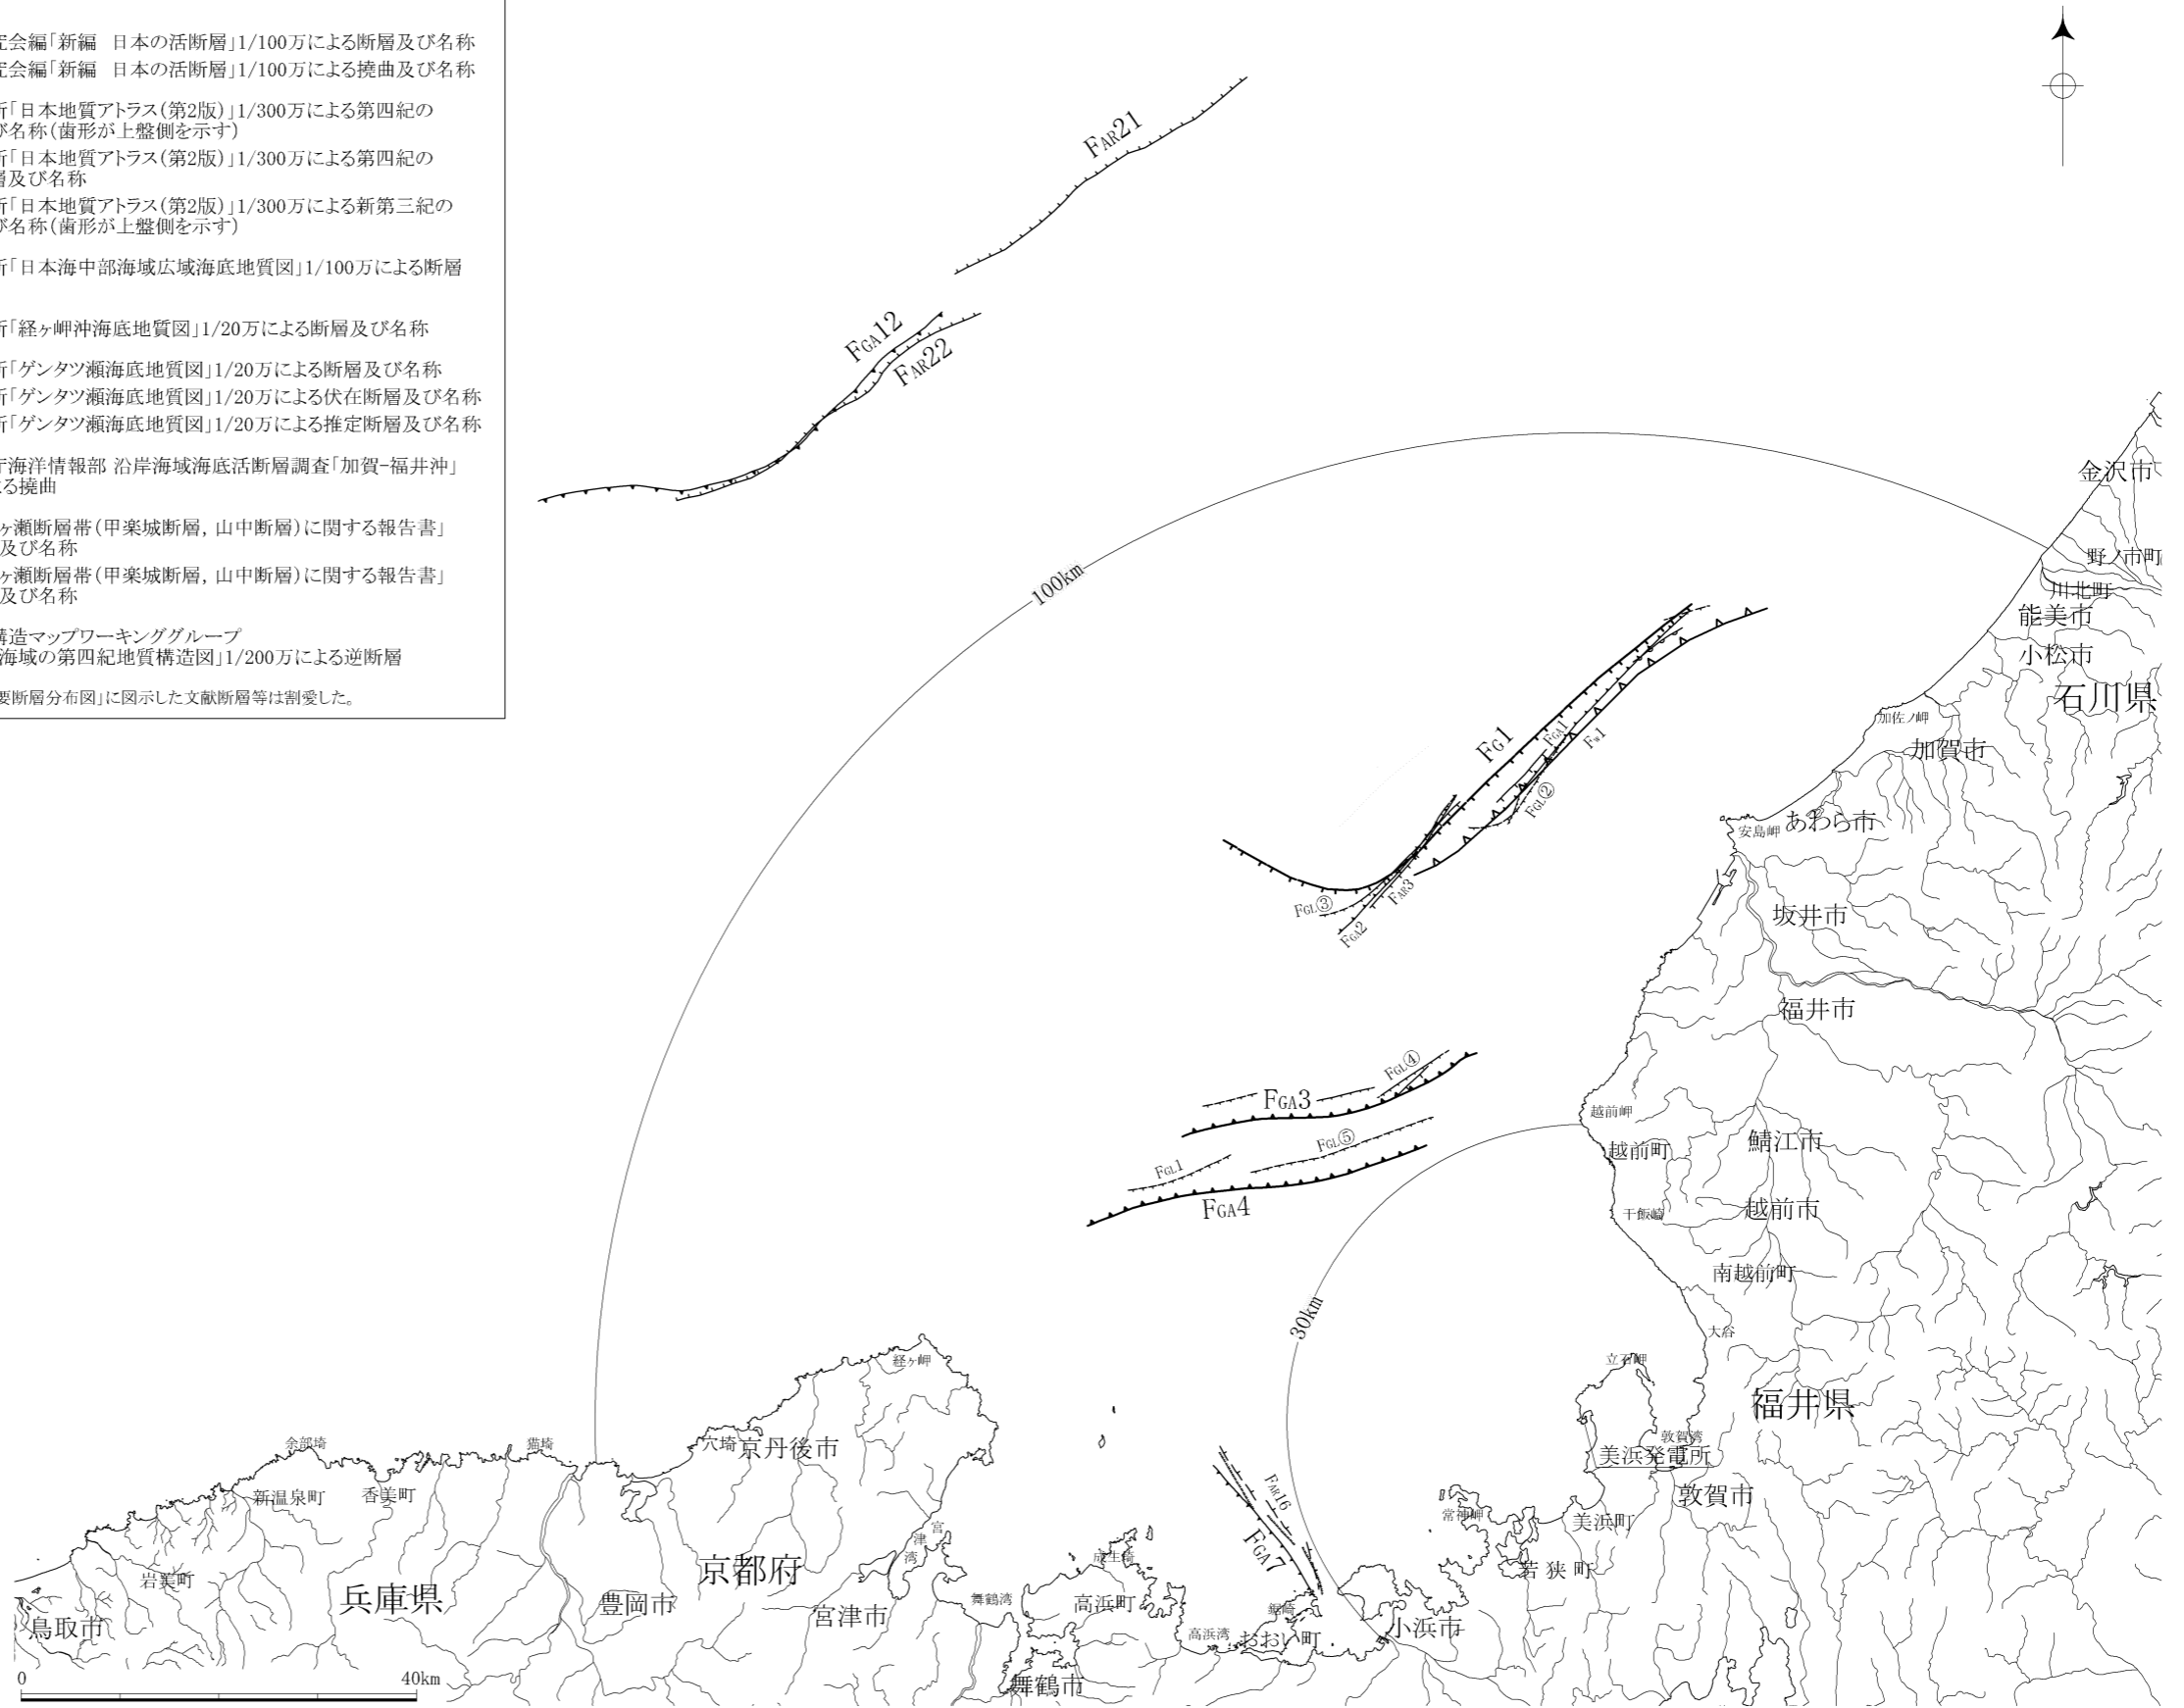 究会編「新編　日本の活断層」1/100万による断層及び名称
究会編「新編　日本の活断層」1/100万による撓曲及び名称
所「日本地質アトラス(第2版)」1/300万による第四紀の
び名称(歯形が上盤側を示す)
所「日本地質アトラス(第2版)」1/300万による第四紀の
層及び名称
所「日本地質アトラス(第2版)」1/300万による新第三紀の
び名称(歯形が上盤側を示す)
所「日本海中部海域広域海底地質図」1/100万による断層
所「経ヶ岬沖海底地質図」1/20万による断層及び名称
所「ゲンタツ瀬海底地質図」1/20万による断層及び名称
所「ゲンタツ瀬海底地質図」1/20万による伏在断層及び名称
所「ゲンタツ瀬海底地質図」1/20万による推定断層及び名称
庁海洋情報部 沿岸海域海底活断層調査「加賀-福井沖」
よる撓曲
ヶ瀬断層帯(甲楽城断層, 山中断層)に関する報告書」
及び名称
ヶ瀬断層帯(甲楽城断層, 山中断層)に関する報告書」
及び名称
構造マップワーキンググループ
海域の第四紀地質構造図」1/200万による逆断層
要断層分布図」に図示した文献断層等は割愛した。
FAR21
FGA12
FAR22
100km
金沢市
野ノ市町
川北町
能美市
小松市
石川県
加佐ノ岬
加賀市
FG1
FGA1
Fw1
FGL②
安島岬
あわら市
FGL③
FAR3
FGA2
坂井市
福井市
FGL④
FGA3
越前岬
FGL⑤
越前町
鯖江市
FGL1
FGA4
干飯崎
越前市
南越前町
30km
大谷
立石岬
経ヶ岬
福井県
敦賀湾
美浜発電所
余部埼
猫埼
穴埼
京丹後市
新温泉町
香美町
FAR16
敦賀市
常神岬
美浜町
宮津湾
FGA7
成生岬
京都府
若狭町
岩美町
兵庫県
豊岡市
宮津市
舞鶴湾
高浜町
鋸崎
鳥取市
高浜湾
おおい町
小浜市
舞鶴市
0
40km